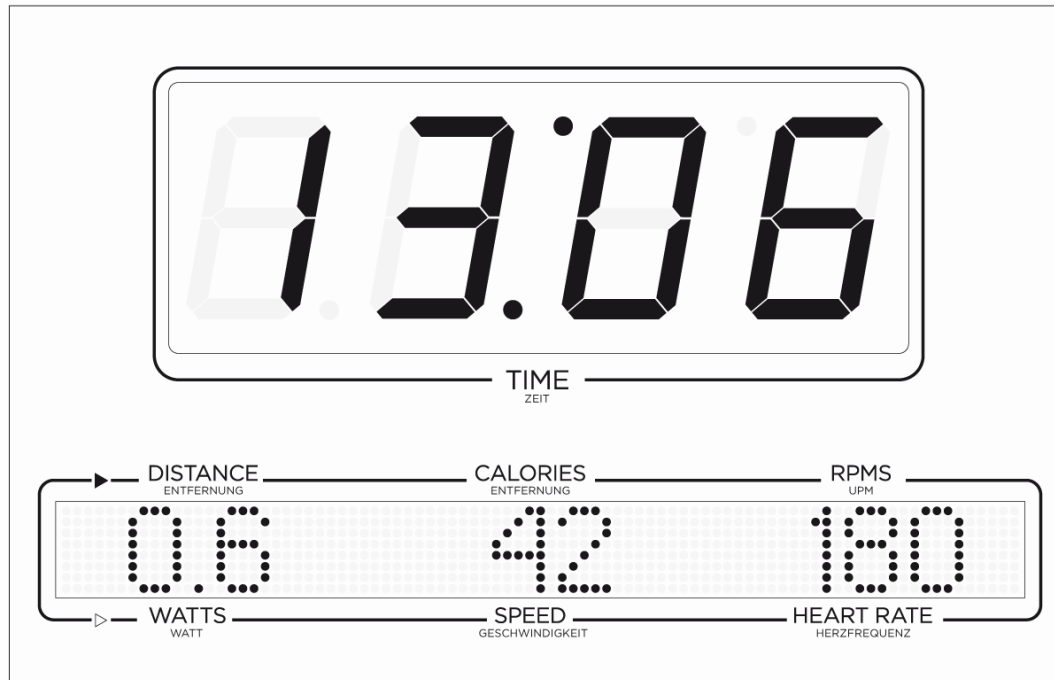 13:06
TIME
ZEIT
DISTANCE CALORIES RPMS
ENTFERNUNG ENTFERNUNG UPM
0.6 42 180
WATTS SPEED HEART RATE
WATT GESCHWINDIGKEIT HERZFREQUENZ